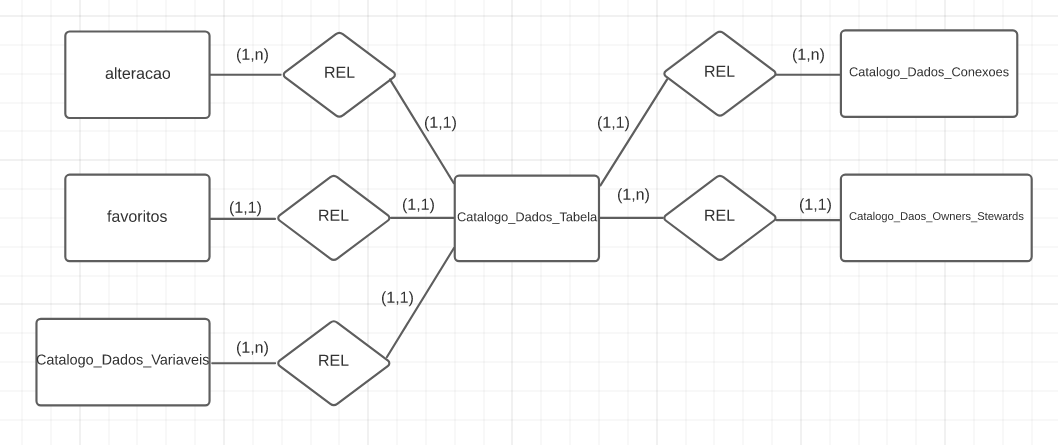 alteracao
(1,n)
REL
(1,1)
(1,1)
REL
(1,n)
Catalogo_Dados_Conexoes
favoritos
(1,1)
REL
(1,1)
Catalogo_Dados_Tabela
(1,n)
REL
(1,1)
Catalogo_Daos_Owners_Stewards
(1,1)
Catalogo_Dados_Variaveis
(1,n)
REL